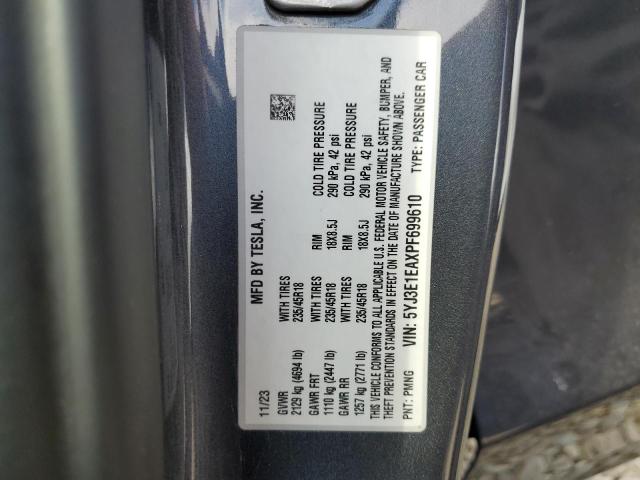 MFD BY TESLA, INC.
11/23
GVWR WITH TIRES RIM COLD TIRE PRESSURE
2129 kg (4694 lb) 235/45R18 18X8.5J 290 kPa, 42 psi
GAWR FRT WITH TIRES RIM COLD TIRE PRESSURE
1110 kg (2447 lb) 235/45R18 18X8.5J 290 kPa, 42 psi
GAWR RR
1257 kg (2771 lb)
THIS VEHICLE CONFORMS TO ALL APPLICABLE U.S. FEDERAL MOTOR VEHICLE SAFETY, BUMPER, AND
THEFT PREVENTION STANDARDS IN EFFECT ON THE DATE OF MANUFACTURE SHOWN ABOVE.
PNT: PMNG VIN: 5YJ3E1EAXPF699610 TYPE: PASSENGER CAR